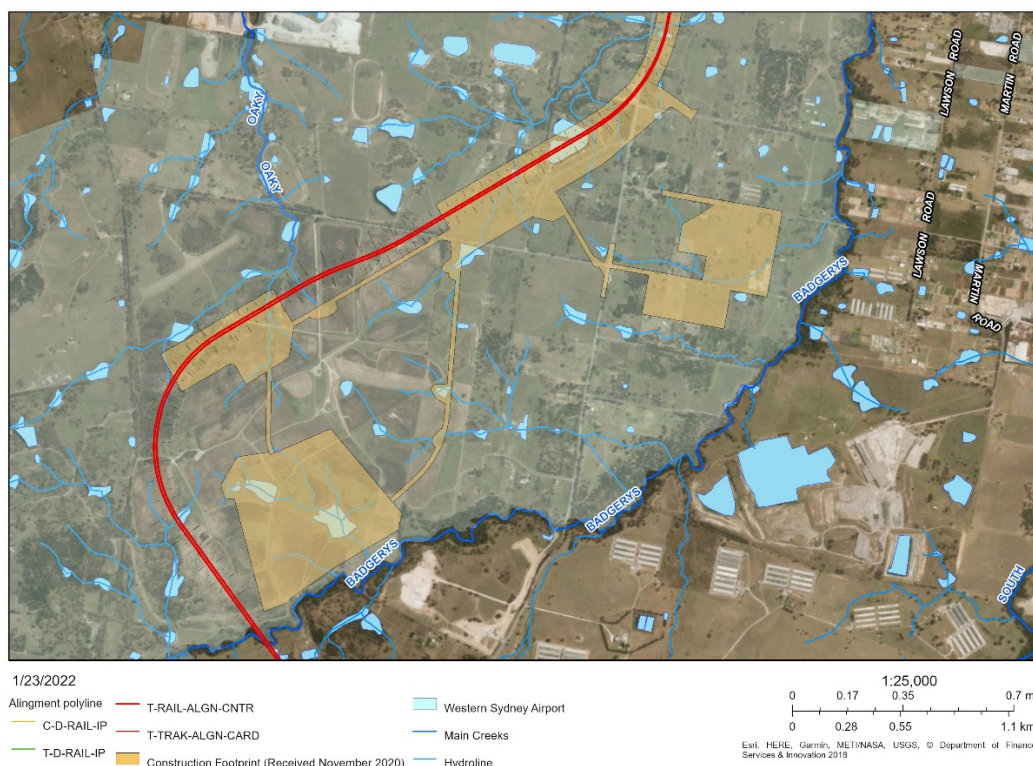 LAWSON ROAD
MARTIN ROAD
OAKY
OAKY
LAWSON ROAD
BADGERYS
MARTIN
ROAD
BADGERYS
BADGERYS
SOUTH
1/23/2022
Alingment polyline
C-D-RAIL-IP
T-D-RAIL-IP
T-RAIL-ALGN-CNTR
T-TRAK-ALGN-CARD
Construction Footprint (Received November 2020)
Western Sydney Airport
Main Creeks
Hydroline
1:25,000
0 0.17 0.35 0.7 m
0 0.28 0.55 1.1 km
Esri, HERE, Garmin, METI/NASA, USGS, © Department of Finance
Services & Innovation 2018